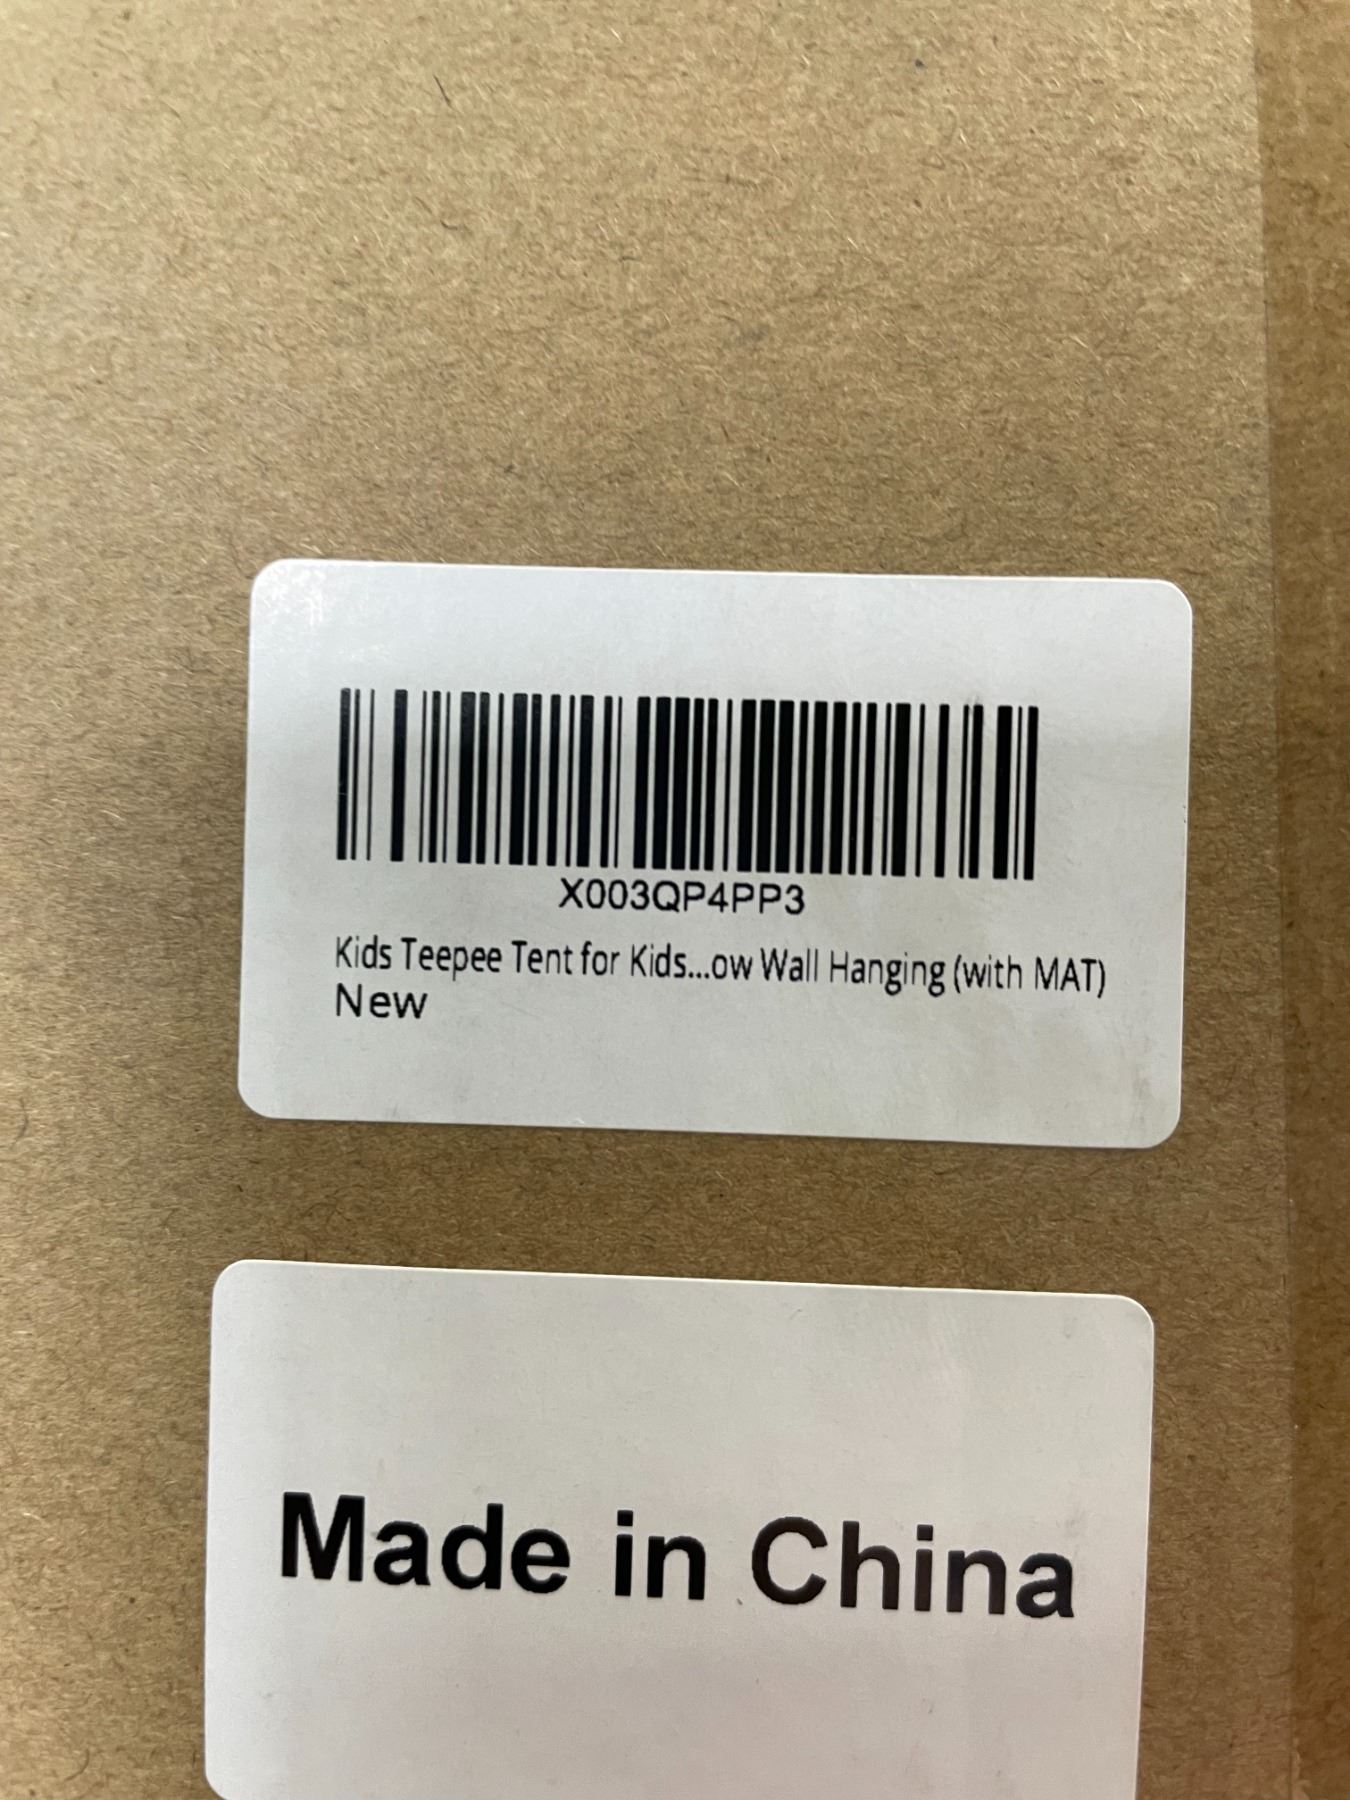 X003QP4PP3
Kids Teepee Tent for Kids...ow Wall Hanging (with MAT)
New
Made in China